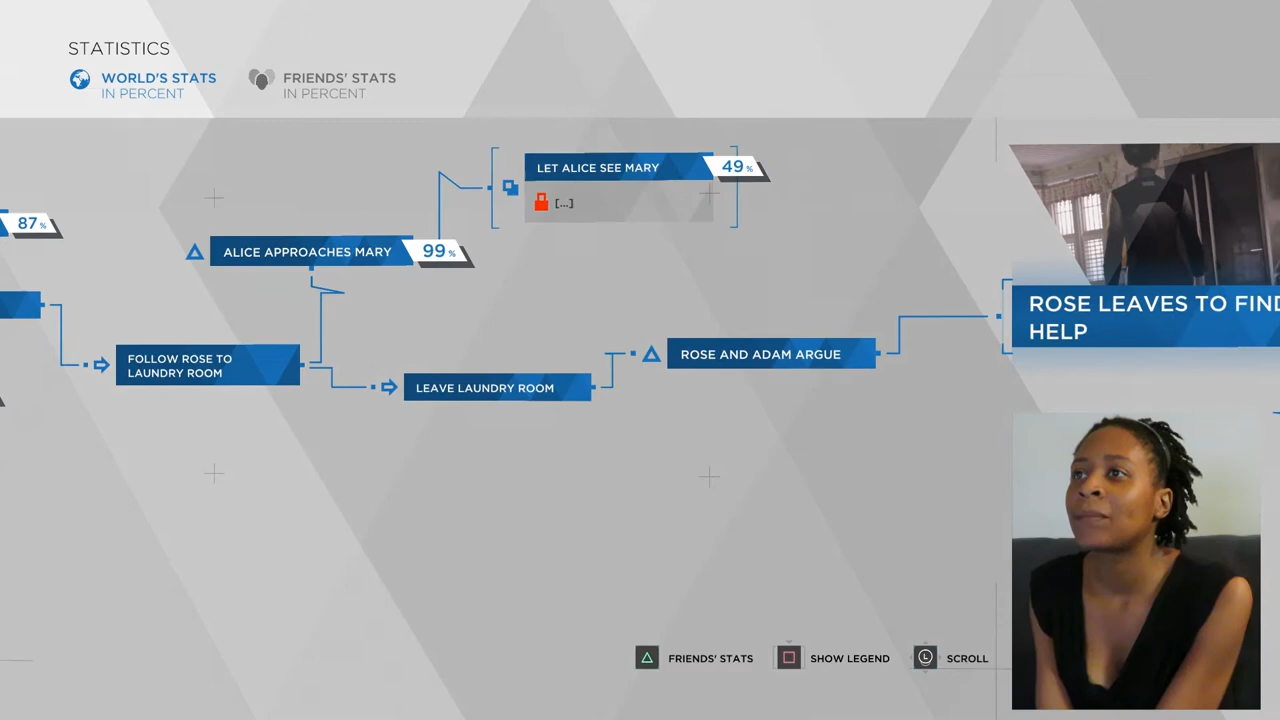 STATISTICS
WORLD'S STATS
IN PERCENT
FRIENDS' STATS
IN PERCENT
LET ALICE SEE MARY
49%
[...]
87%
ALICE APPROACHES MARY
99%
ROSE LEAVES TO FIND
HELP
FOLLOW ROSE TO
LAUNDRY ROOM
ROSE AND ADAM ARGUE
LEAVE LAUNDRY ROOM
FRIENDS' STATS
SHOW LEGEND
L
SCROLL